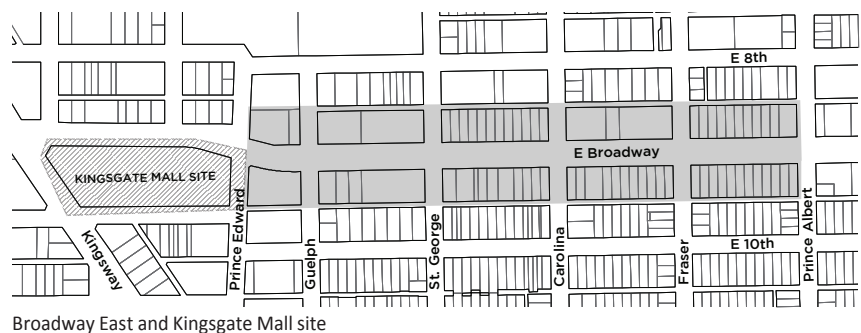 E 8th
E Broadway
KINGSGATE MALL SITE
Kingsway
Prince Edward
Guelph
St. George
Carolina
Fraser
Prince Albert
E 10th
Broadway East and Kingsgate Mall site